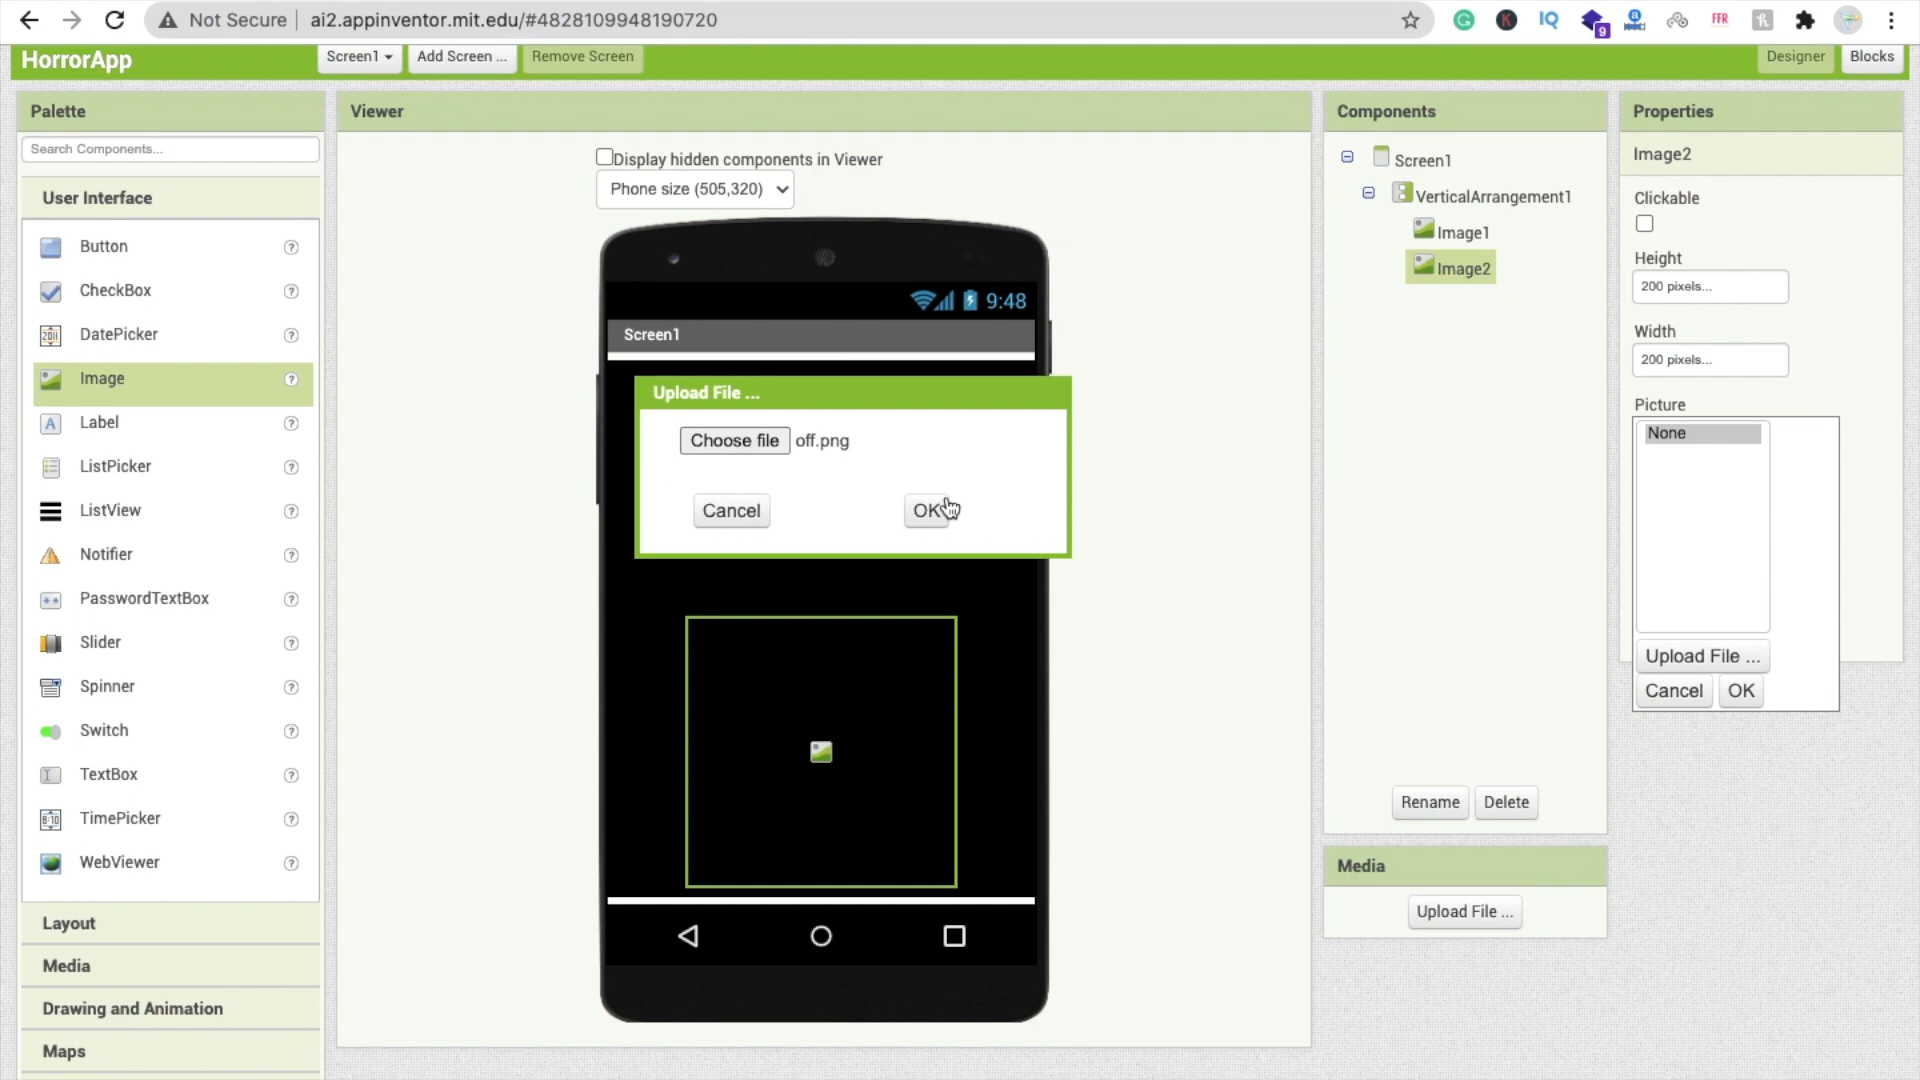 Not Secure
ai2.appinventor.mit.edu/#4828109948190720
9
FFR
IQ
HorrorApp
Screen1
Add Screen ...
Remove Screen
Designer
Blocks
Palette
Search Components...
User Interface
Button
CheckBox
DatePicker
Image
Label
ListPicker
ListView
Notifier
PasswordTextBox
Slider
Spinner
Switch
TextBox
TimePicker
WebViewer
Layout
Media
Drawing and Animation
Maps
Viewer
Display hidden components in Viewer
Phone size (505,320)
9:48
Screen1
Upload File ...
Choose file off.png
Cancel
OK
Components
Screen1
VerticalArrangement1
Image1
Image2
Rename
Delete
Media
Upload File ...
Properties
Image2
Clickable
Height
200 pixels...
Width
200 pixels...
Picture
None
Upload File ...
Cancel
OK